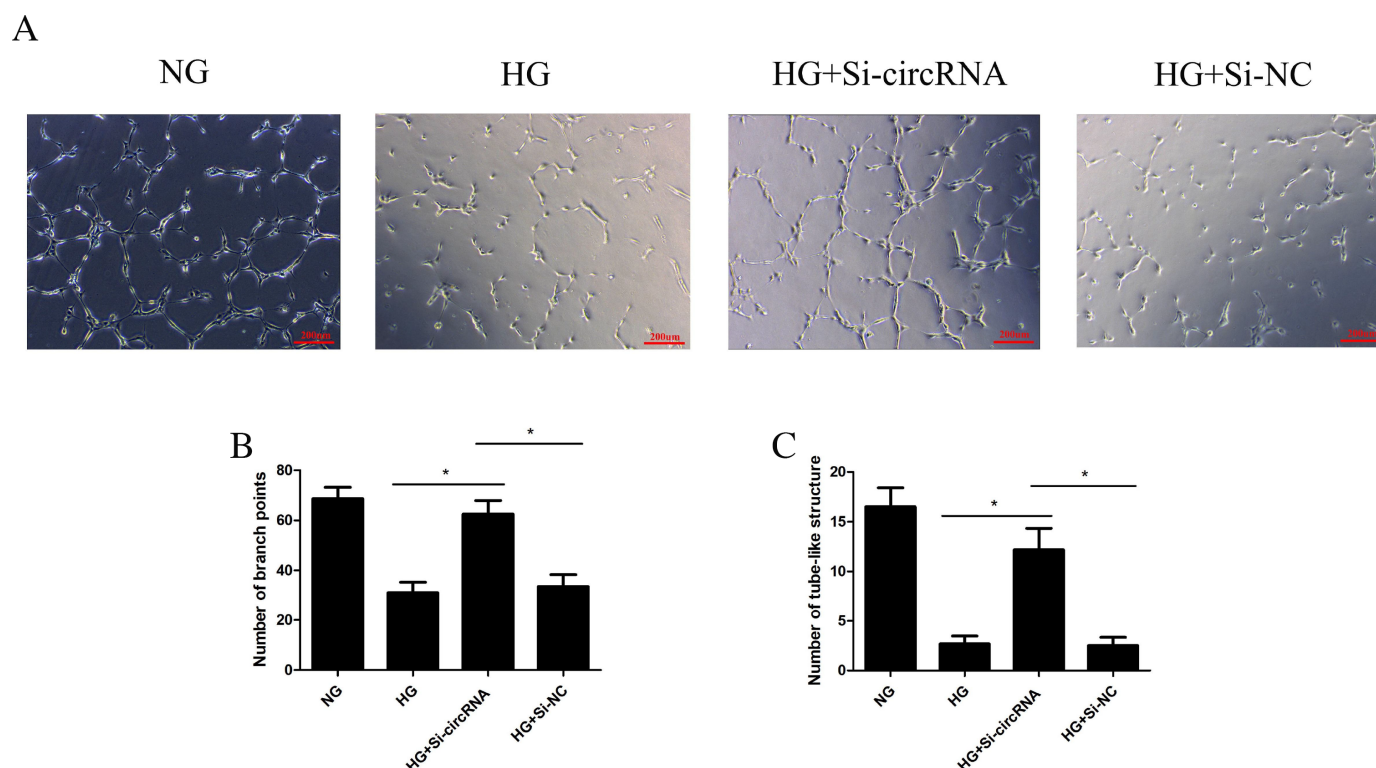 A
NG
HG
HG+Si-circRNA
HG+Si-NC
200um
200um
200um
200um
B
Number of branch points
80
60
40
20
0
*
*
NG
HG
HG+Si-circRNA
HG+Si-NC
C
Number of tube-like structure
20
15
10
5
0
*
*
NG
HG
HG+Si-circRNA
HG+Si-NC